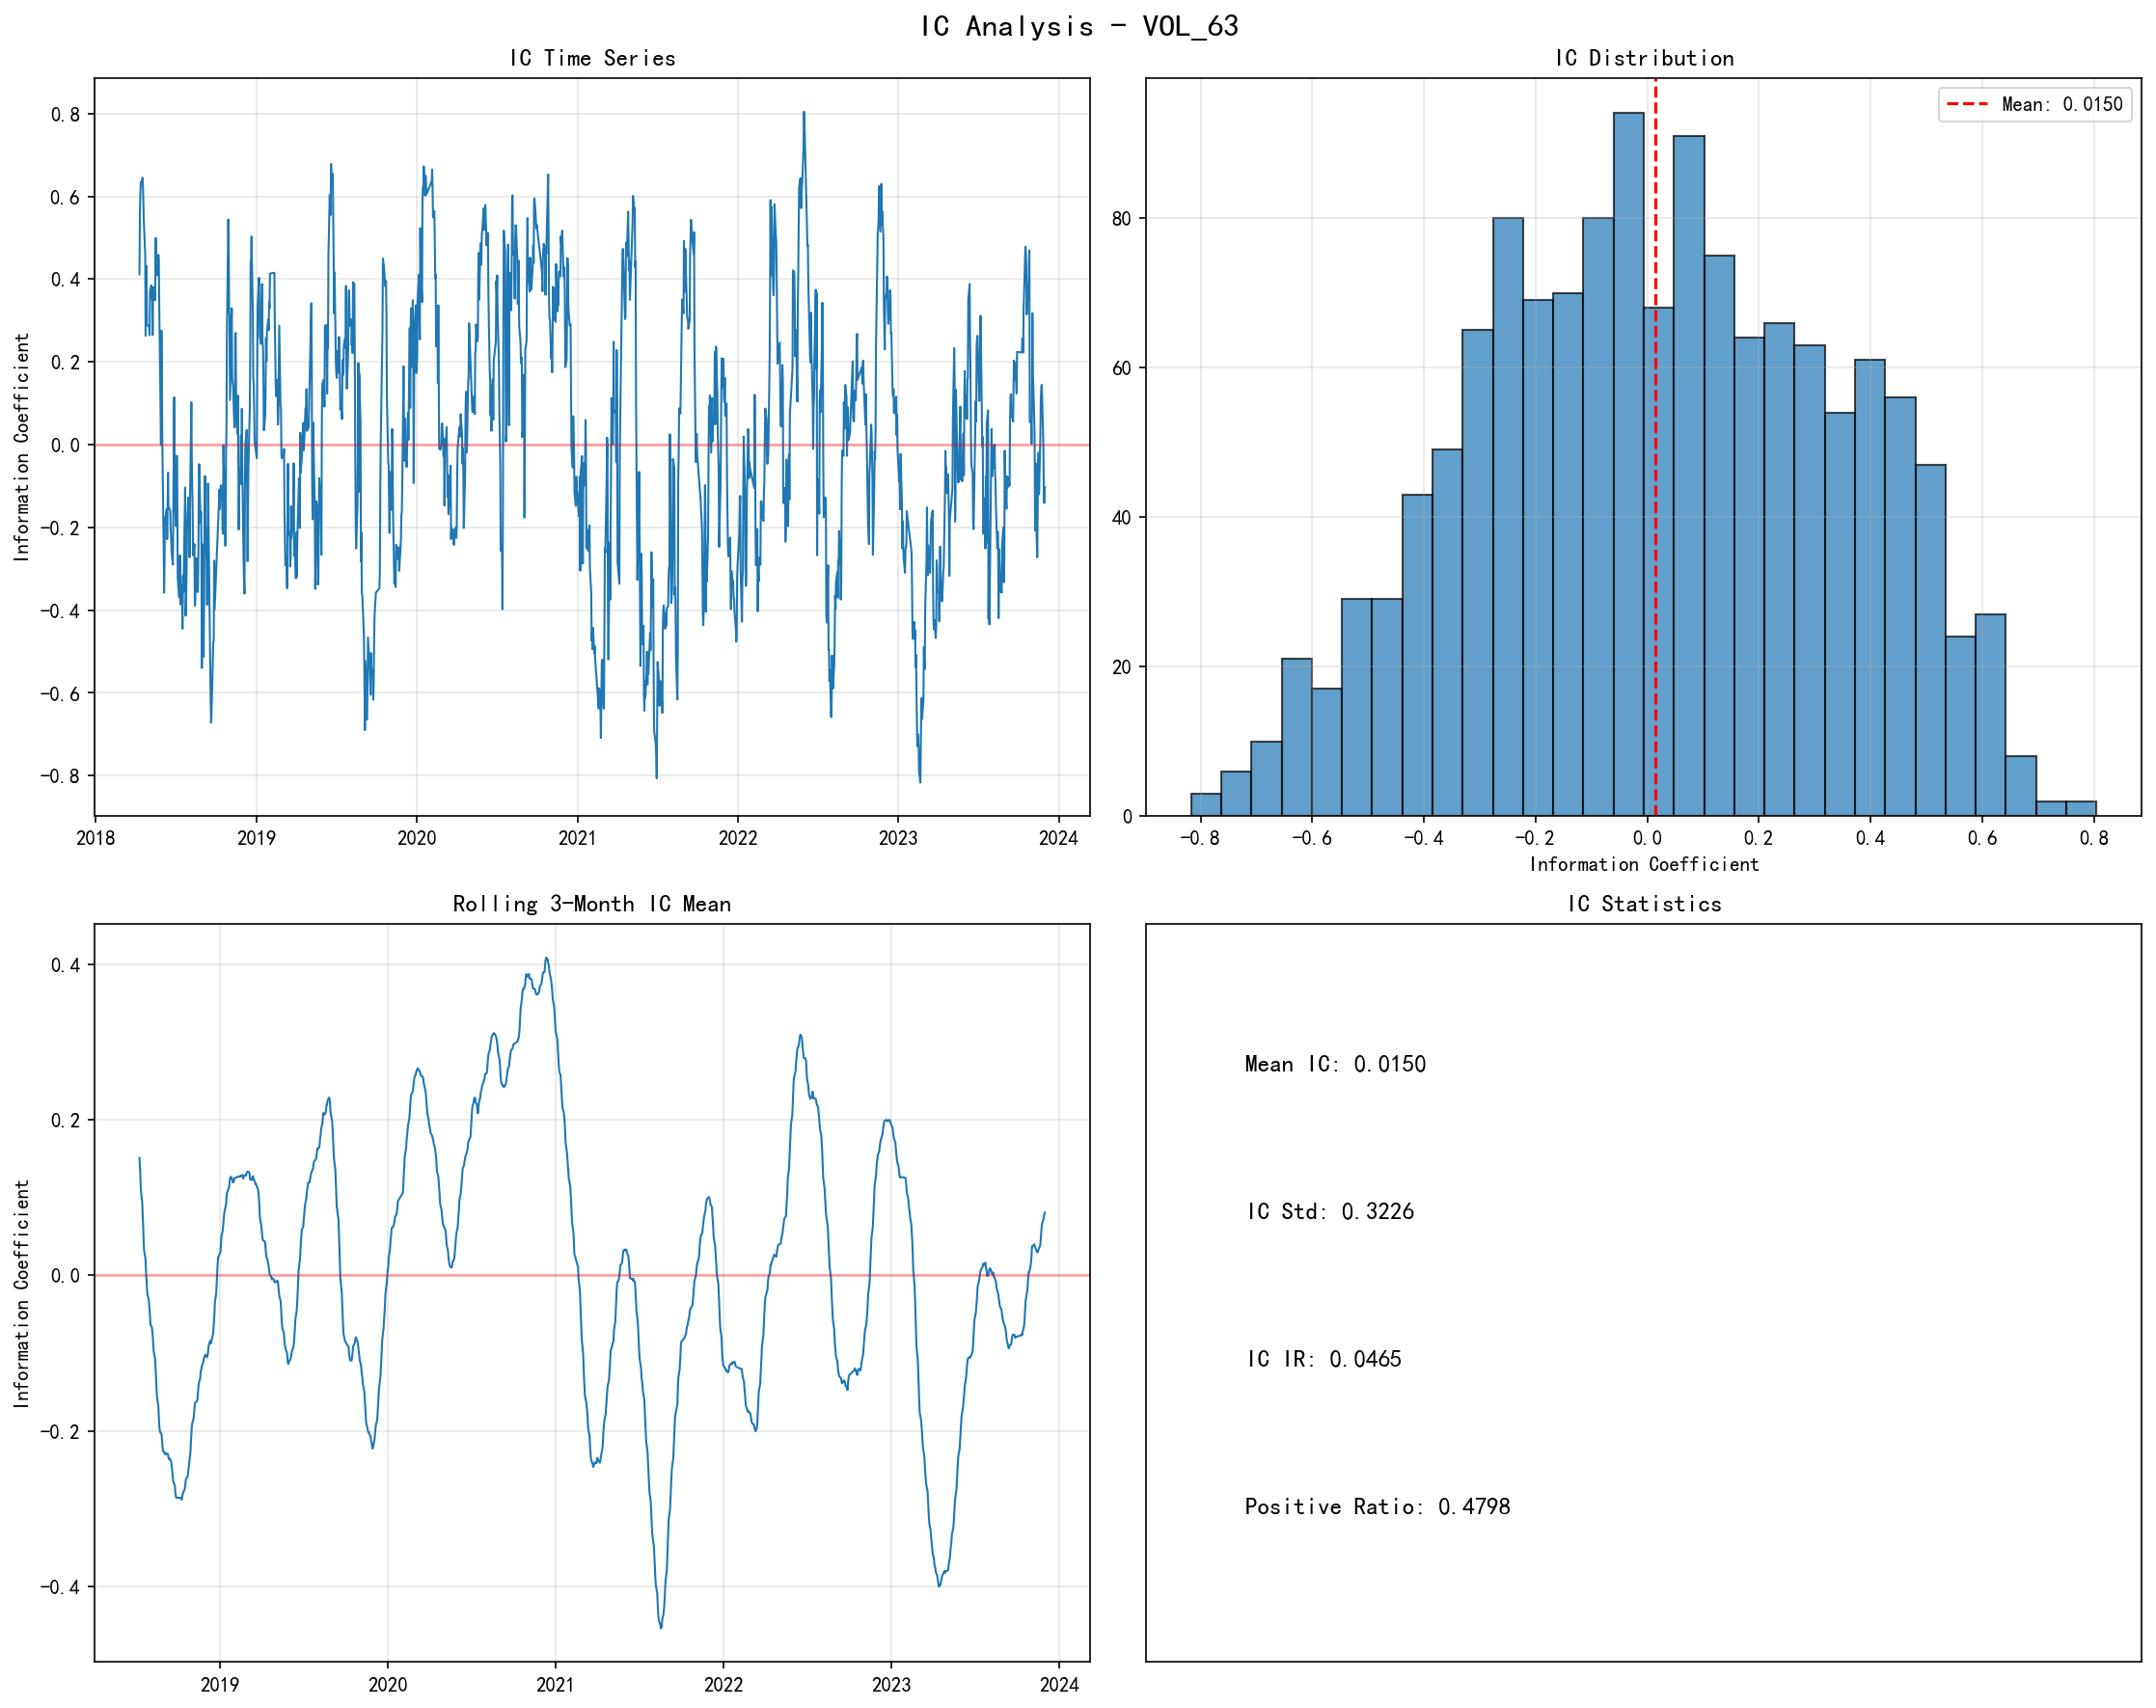 IC Analysis - VOL_63
IC Time Series
Information Coefficient
0.8
0.6
0.4
0.2
0.0
-0.2
-0.4
-0.6
-0.8
2018 2019 2020 2021 2022 2023 2024
IC Distribution
Mean: 0.0150
80
60
40
20
0
-0.8 -0.6 -0.4 -0.2 0.0 0.2 0.4 0.6 0.8
Information Coefficient
Rolling 3-Month IC Mean
Information Coefficient
0.4
0.2
0.0
-0.2
-0.4
2019 2020 2021 2022 2023 2024
IC Statistics
Mean IC: 0.0150
IC Std: 0.3226
IC IR: 0.0465
Positive Ratio: 0.4798